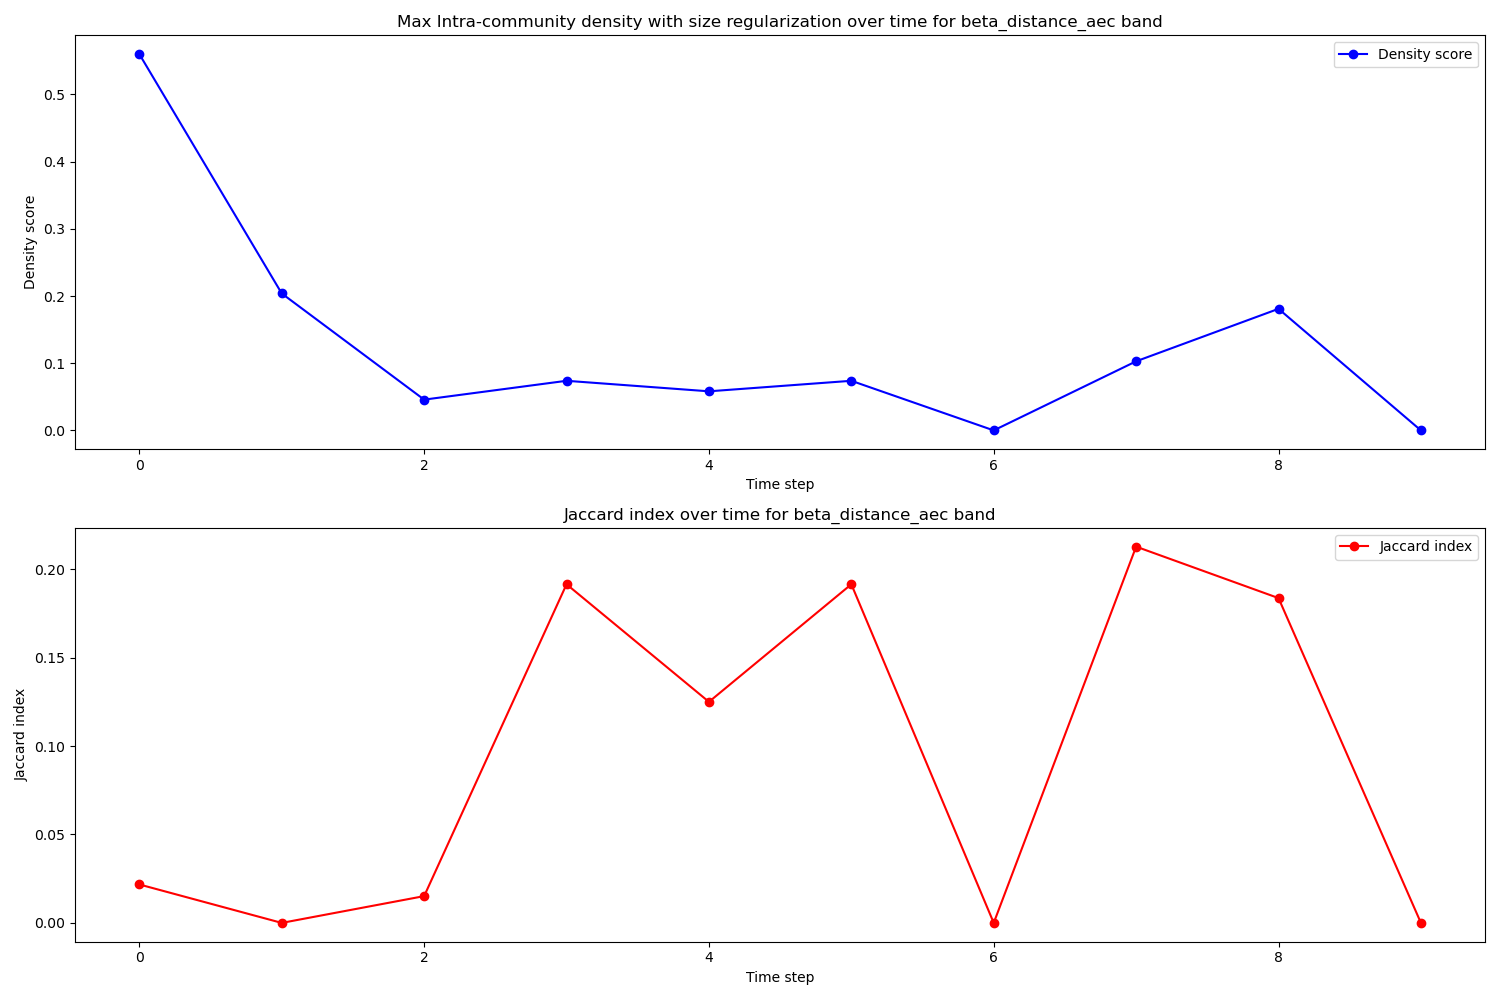 Max Intra-community density with size regularization over time for beta_distance_aec band
Density score
0.5
0.4
0.3
0.2
0.1
0.0
Density score
0 2 4 6 8
Time step
Jaccard index over time for beta_distance_aec band
Jaccard index
0.20
0.15
0.10
0.05
0.00
Jaccard index
0 2 4 6 8
Time step